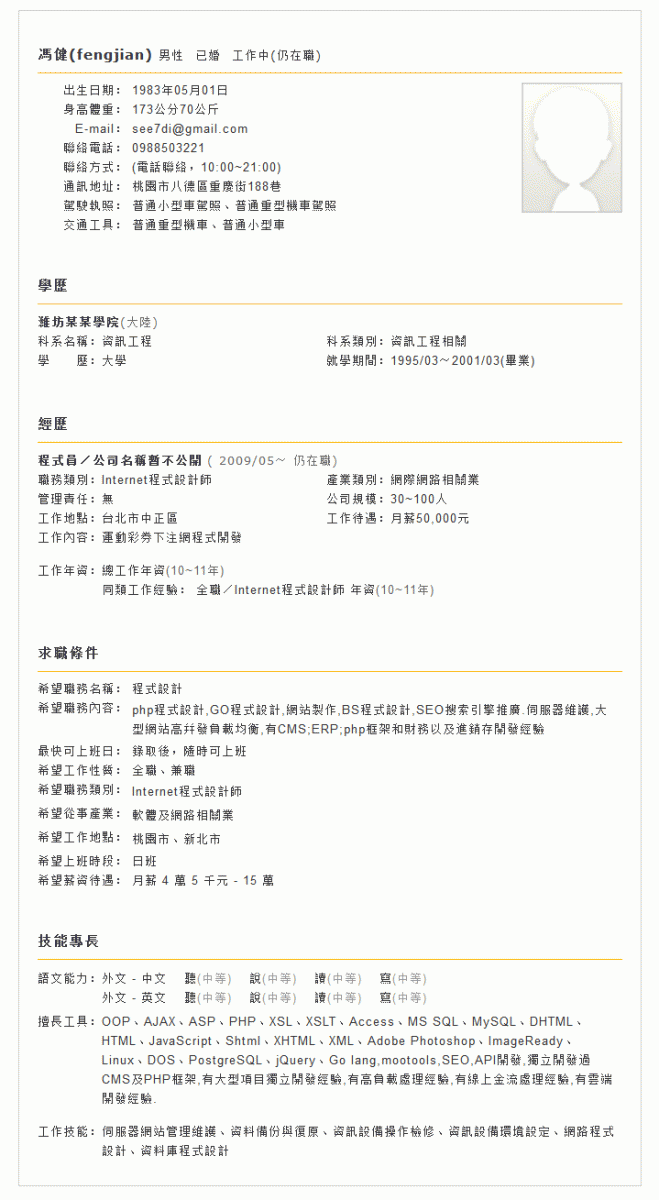 馮健(fengjian) 男性 已婚 工作中(仍在職)
出生日期： 1983年05月01日
身高體重： 173公分70公斤
E-mail： see7di@gmail.com
聯絡電話： 0988503221
聯絡方式： (電話聯絡，10:00~21:00)
通訊地址： 桃園市八德區重慶街188巷
駕駛執照： 普通小型車駕照、普通重型機車駕照
交通工具： 普通重型機車、普通小型車
學歷
濰坊某某學院(大陸)
科系名稱：資訊工程 科系類別：資訊工程相關
學 歷：大學 就學期間：1995/03～2001/03(畢業)
經歷
程式員／公司名稱暫不公開 ( 2009/05～ 仍在職)
職務類別：Internet程式設計師 產業類別：網際網路相關業
管理責任：無 公司規模：30~100人
工作地點：台北市中正區 工作待遇：月薪50,000元
工作內容：運動彩券下注網程式開發
工作年資：總工作年資(10~11年)
同類工作經驗： 全職／Internet程式設計師 年資(10~11年)
求職條件
希望職務名稱： 程式設計
希望職務內容： php程式設計,GO程式設計,網站製作,BS程式設計,SEO搜索引擎推廣.伺服器維護,大
型網站高幷發負載均衡,有CMS;ERP;php框架和財務以及進銷存開發經驗
最快可上班日： 錄取後，隨時可上班
希望工作性質： 全職、兼職
希望職務類別： Internet程式設計師
希望從事產業： 軟體及網路相關業
希望工作地點： 桃園市、新北市
希望上班時段： 日班
希望薪資待遇： 月薪 4 萬 5 千元 - 15 萬
技能專長
語文能力：外文 - 中文 聽(中等) 說(中等) 讀(中等) 寫(中等)
外文 - 英文 聽(中等) 說(中等) 讀(中等) 寫(中等)
擅長工具：OOP、AJAX、ASP、PHP、XSL、XSLT、Access、MS SQL、MySQL、DHTML、
HTML、JavaScript、Shtml、XHTML、XML、Adobe Photoshop、ImageReady、
Linux、DOS、PostgreSQL、jQuery、Go lang,mootools,SEO,API開發,獨立開發過
CMS及PHP框架,有大型項目獨立開發經驗,有高負載處理經驗,有線上金流處理經驗,有雲端
開發經驗.
工作技能：伺服器網站管理維護、資料備份與復原、資訊設備操作檢修、資訊設備環境設定、網路程式
設計、資料庫程式設計